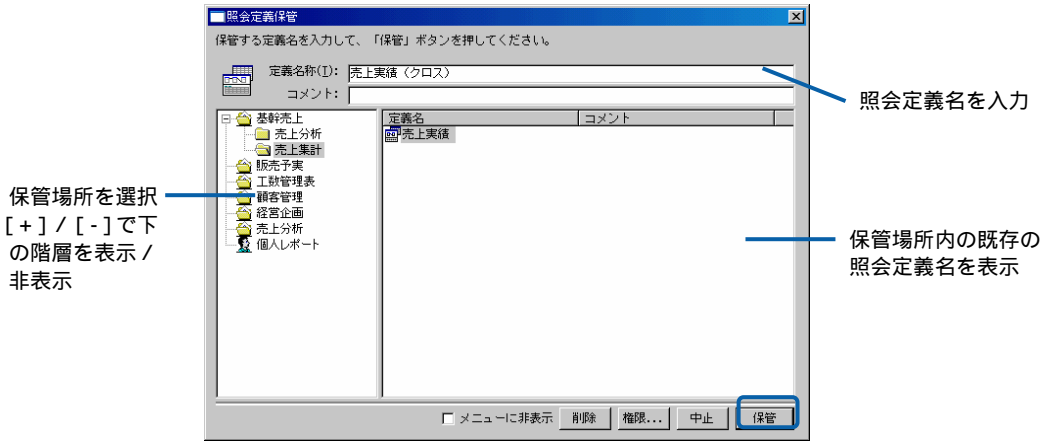 照会定義保管
保管する定義名を入力して、「保管」ボタンを押してください。
定義名称(I): 売上実績（クロス）
コメント:
照会定義名を入力
定義名 コメント
売上実績
基幹売上
売上分析
売上集計
販売予実
工数管理表
顧客管理
経営企画
売上分析
個人レポート
保管場所を選択
[+]/[-]で下
の階層を表示/
非表示
保管場所内の既存の
照会定義名を表示
メニューに非表示 削除 権限... 中止 保管